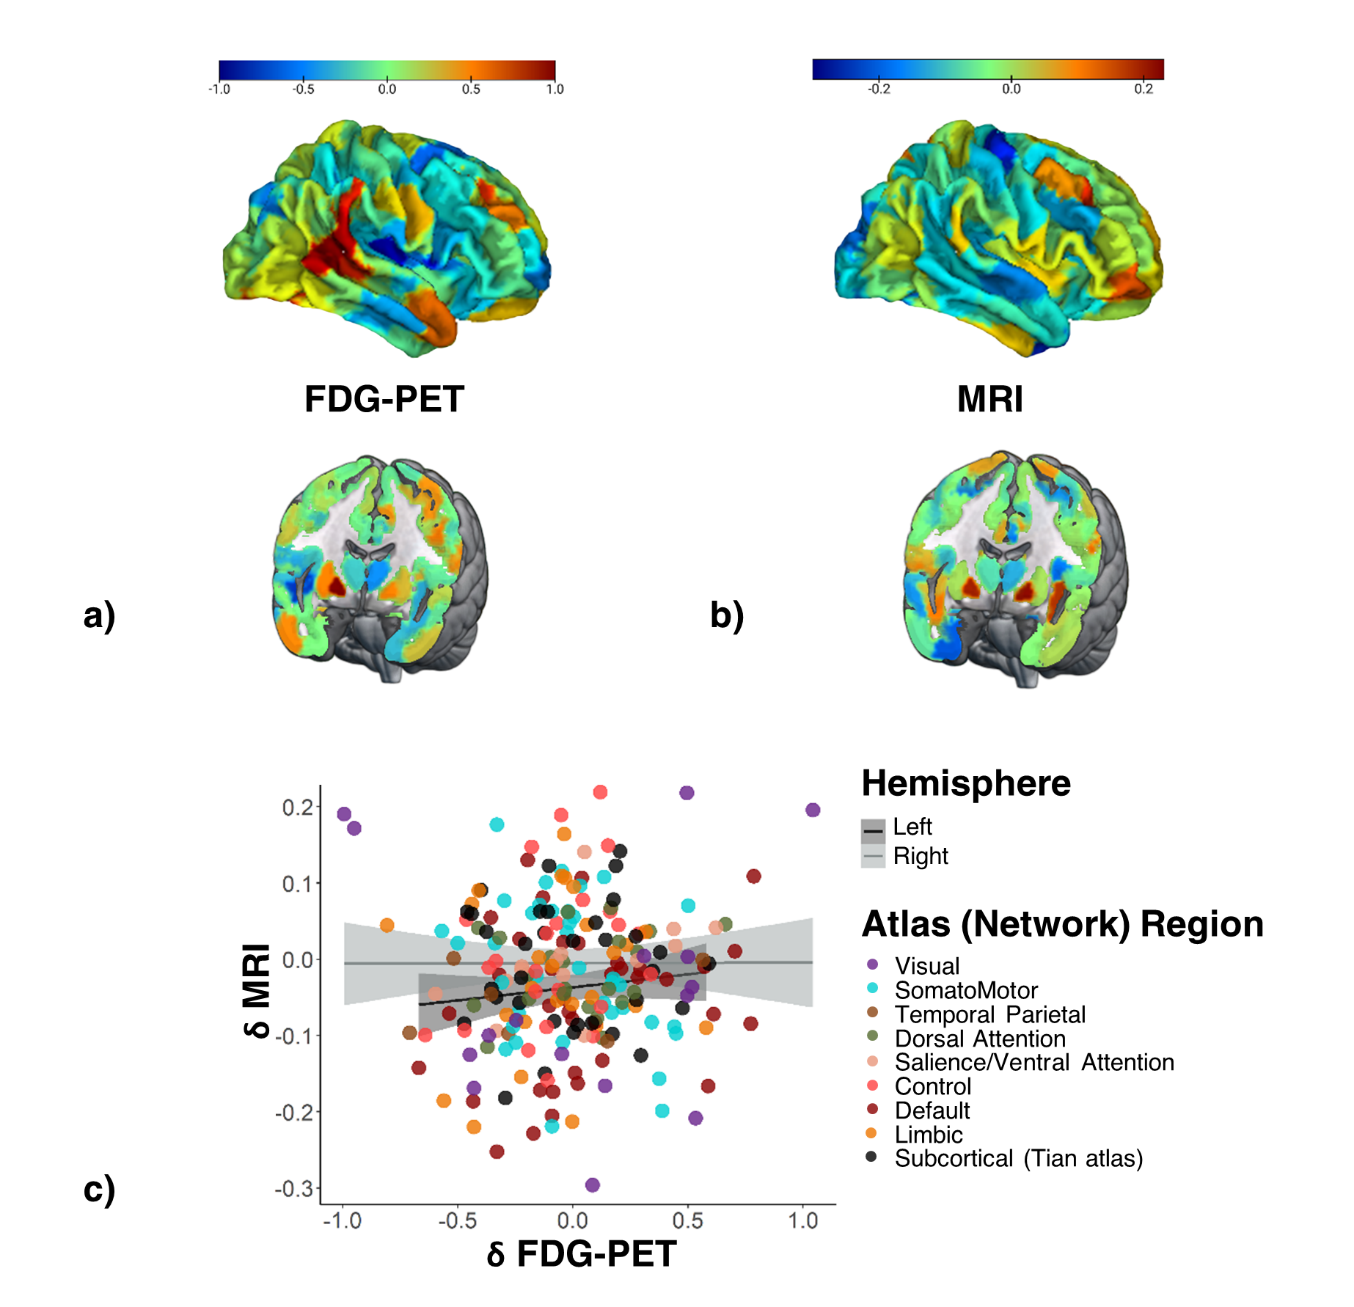 -1.0 -0.5 0.0 0.5 1.0
-0.2 0.0 0.2
FDG-PET
MRI
a)
b)
c)
δ MRI
0.2
0.1
0.0
-0.1
-0.2
-0.3
-1.0 -0.5 0.0 0.5 1.0
δ FDG-PET
Hemisphere
Left
Right
Atlas (Network) Region
Visual
SomatoMotor
Temporal Parietal
Dorsal Attention
Salience/Ventral Attention
Control
Default
Limbic
Subcortical (Tian atlas)